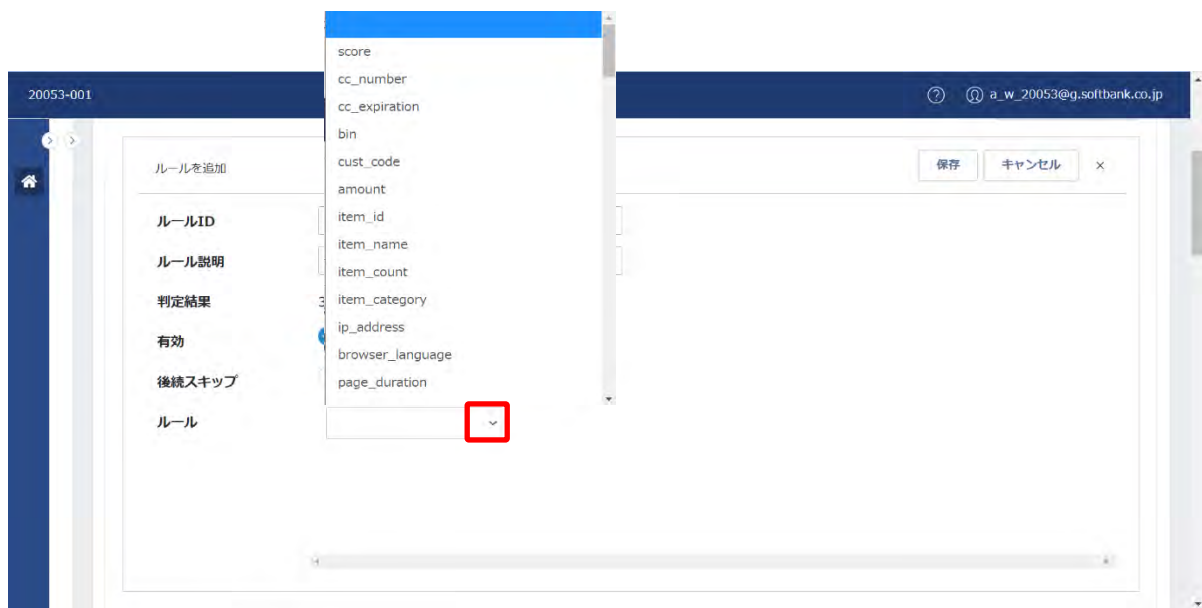 score
cc_number
20053-001
a_w_20053@g.softbank.co.jp
cc_expiration
bin
ルールを追加
cust_code
保存
キャンセル
×
amount
ルールID
item_id
item_name
ルール説明
item_count
判定結果
item_category
ip_address
有効
browser_language
後続スキップ
page_duration
ルール